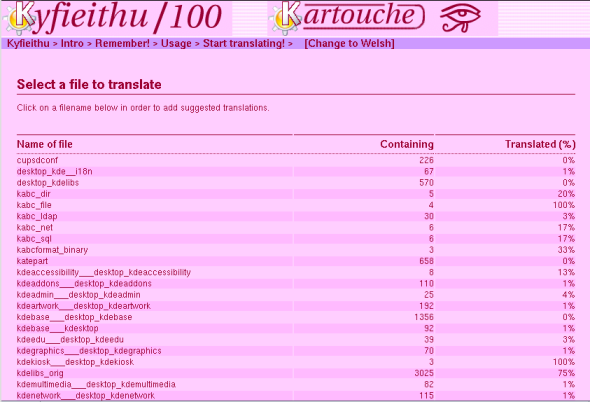 Kyfieithu/100 Kartouche
Kyfieithu > Intro > Remember! > Usage > Start translating! > [Change to Welsh]
Select a file to translate
Click on a filename below in order to add suggested translations.
Name of file Containing Translated (%)
cupsdconf 226 0%
desktop_kde__i18n 67 1%
desktop_kdelibs 570 0%
kabc_dir 5 20%
kabc_file 4 100%
kabc_ldap 30 3%
kabc_net 6 17%
kabc_sql 6 17%
kabcformat_binary 3 33%
katepart 658 0%
kdeaccessibility___desktop_kdeaccessibility 8 13%
kdeaddons___desktop_kdeaddons 110 1%
kdeadmin___desktop_kdeadmin 25 4%
kdeartwork___desktop_kdeartwork 192 1%
kdebase___desktop_kdebase 1356 0%
kdebase___kdesktop 92 1%
kdeedu___desktop_kdeedu 39 3%
kdegraphics___desktop_kdegraphics 70 1%
kdekiosk___desktop_kdekiosk 3 100%
kdelibs_orig 3025 75%
kdemultimedia___desktop_kdemultimedia 82 1%
kdenetwork___desktop_kdenetwork 115 1%